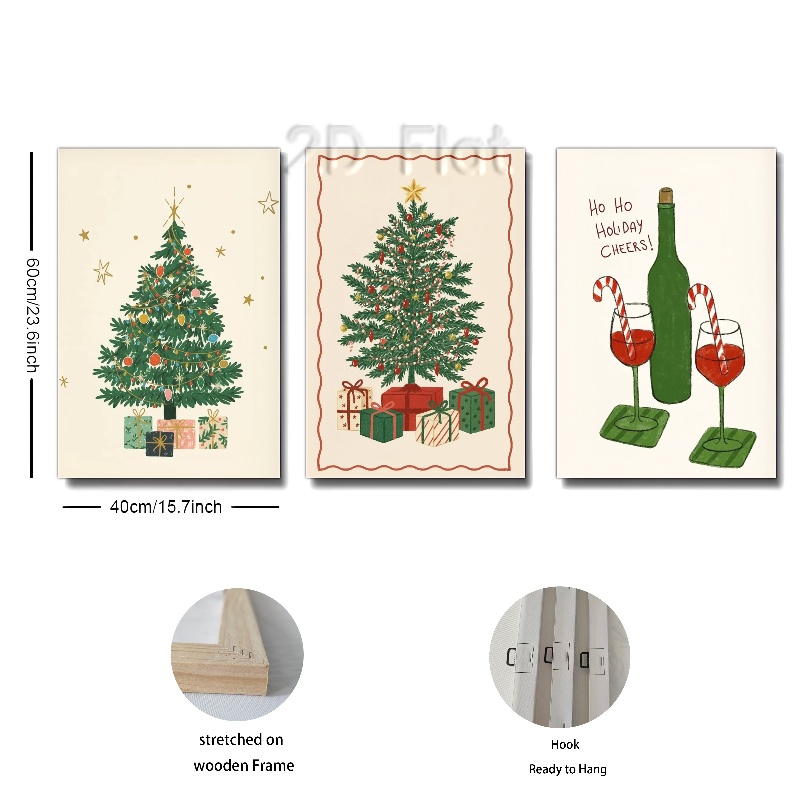 2D Flat
Ho Ho
Holiday
Cheers!
60cm/23.6inch
40cm/15.7inch
stretched on
wooden Frame
Hook
Ready to Hang